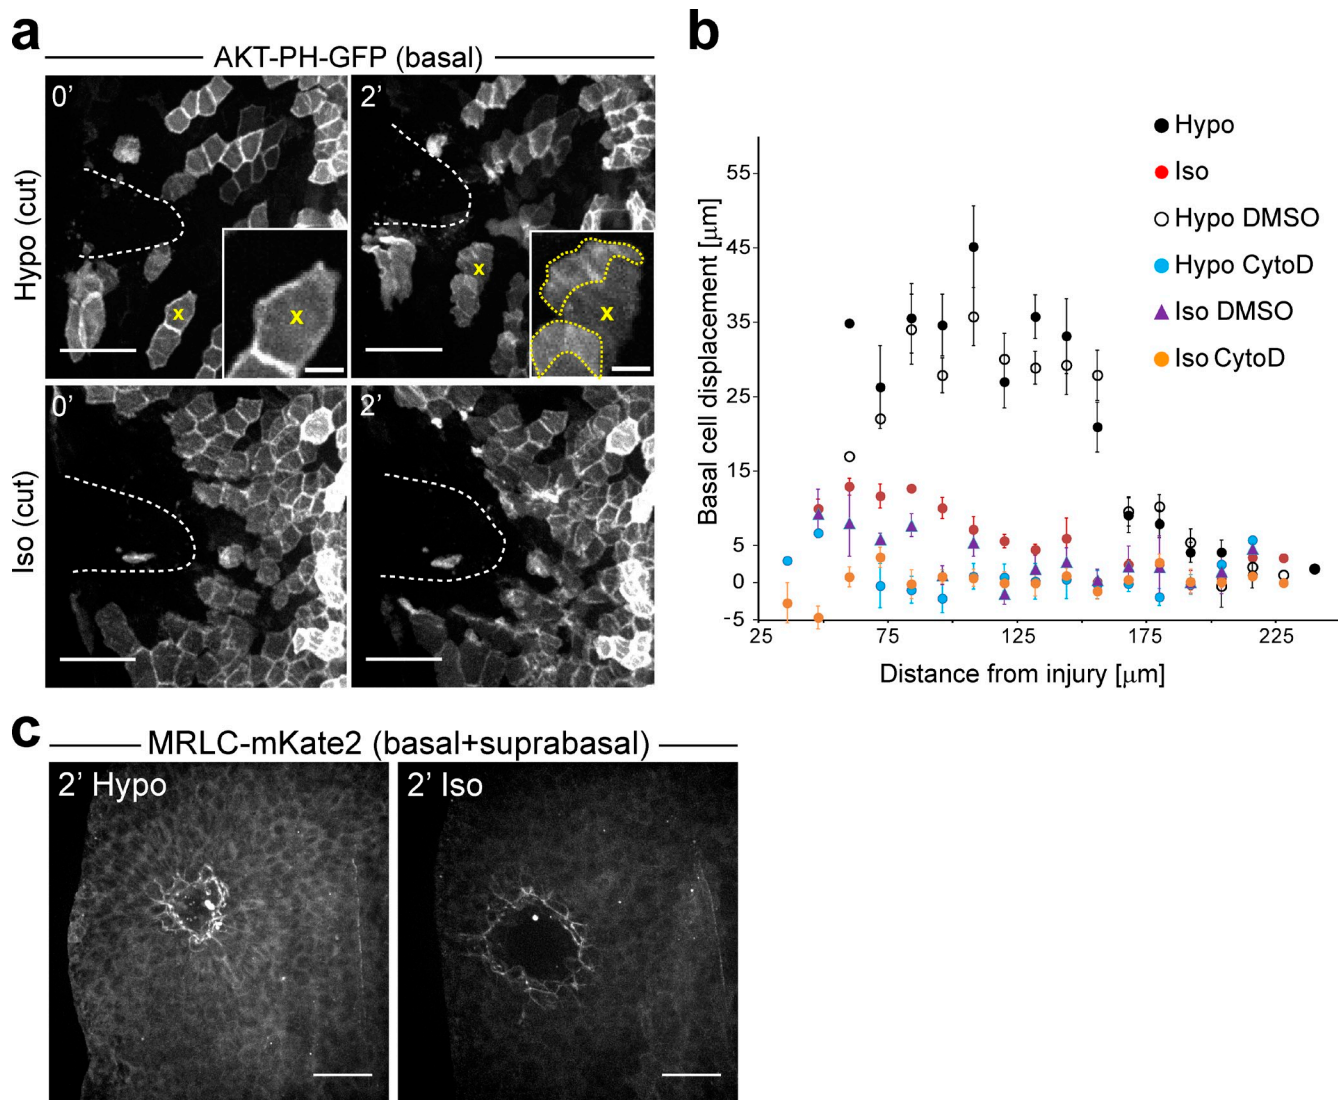 a
AKT-PH-GFP (basal)
Hypo (cut)
0’
x
x
2’
x
x
Iso (cut)
0’
2’
b
Basal cell displacement [μm]
55
45
35
25
15
5
0
−5
25
75
125
175
225
Distance from injury [μm]
Hypo
Iso
Hypo DMSO
Hypo CytoD
Iso DMSO
Iso CytoD
c
MRLC-mKate2 (basal+suprabasal)
2’ Hypo
2’ Iso